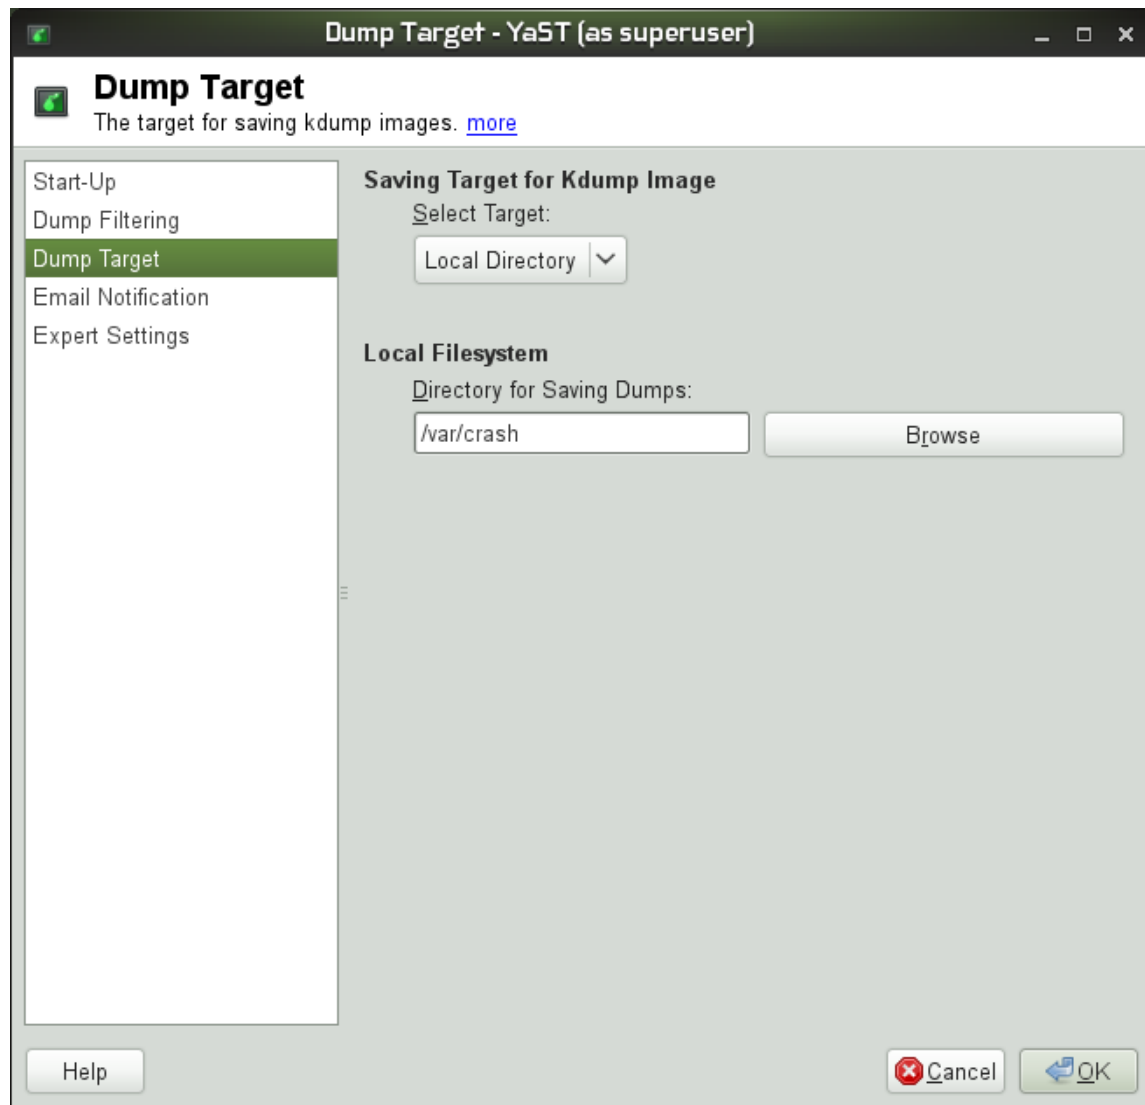 Dump Target - YaST (as superuser)
Dump Target
The target for saving kdump images. more
Start-Up
Dump Filtering
Dump Target
Email Notification
Expert Settings
Saving Target for Kdump Image
Select Target:
Local Directory
Local Filesystem
Directory for Saving Dumps:
/var/crash
Browse
Help
Cancel
OK